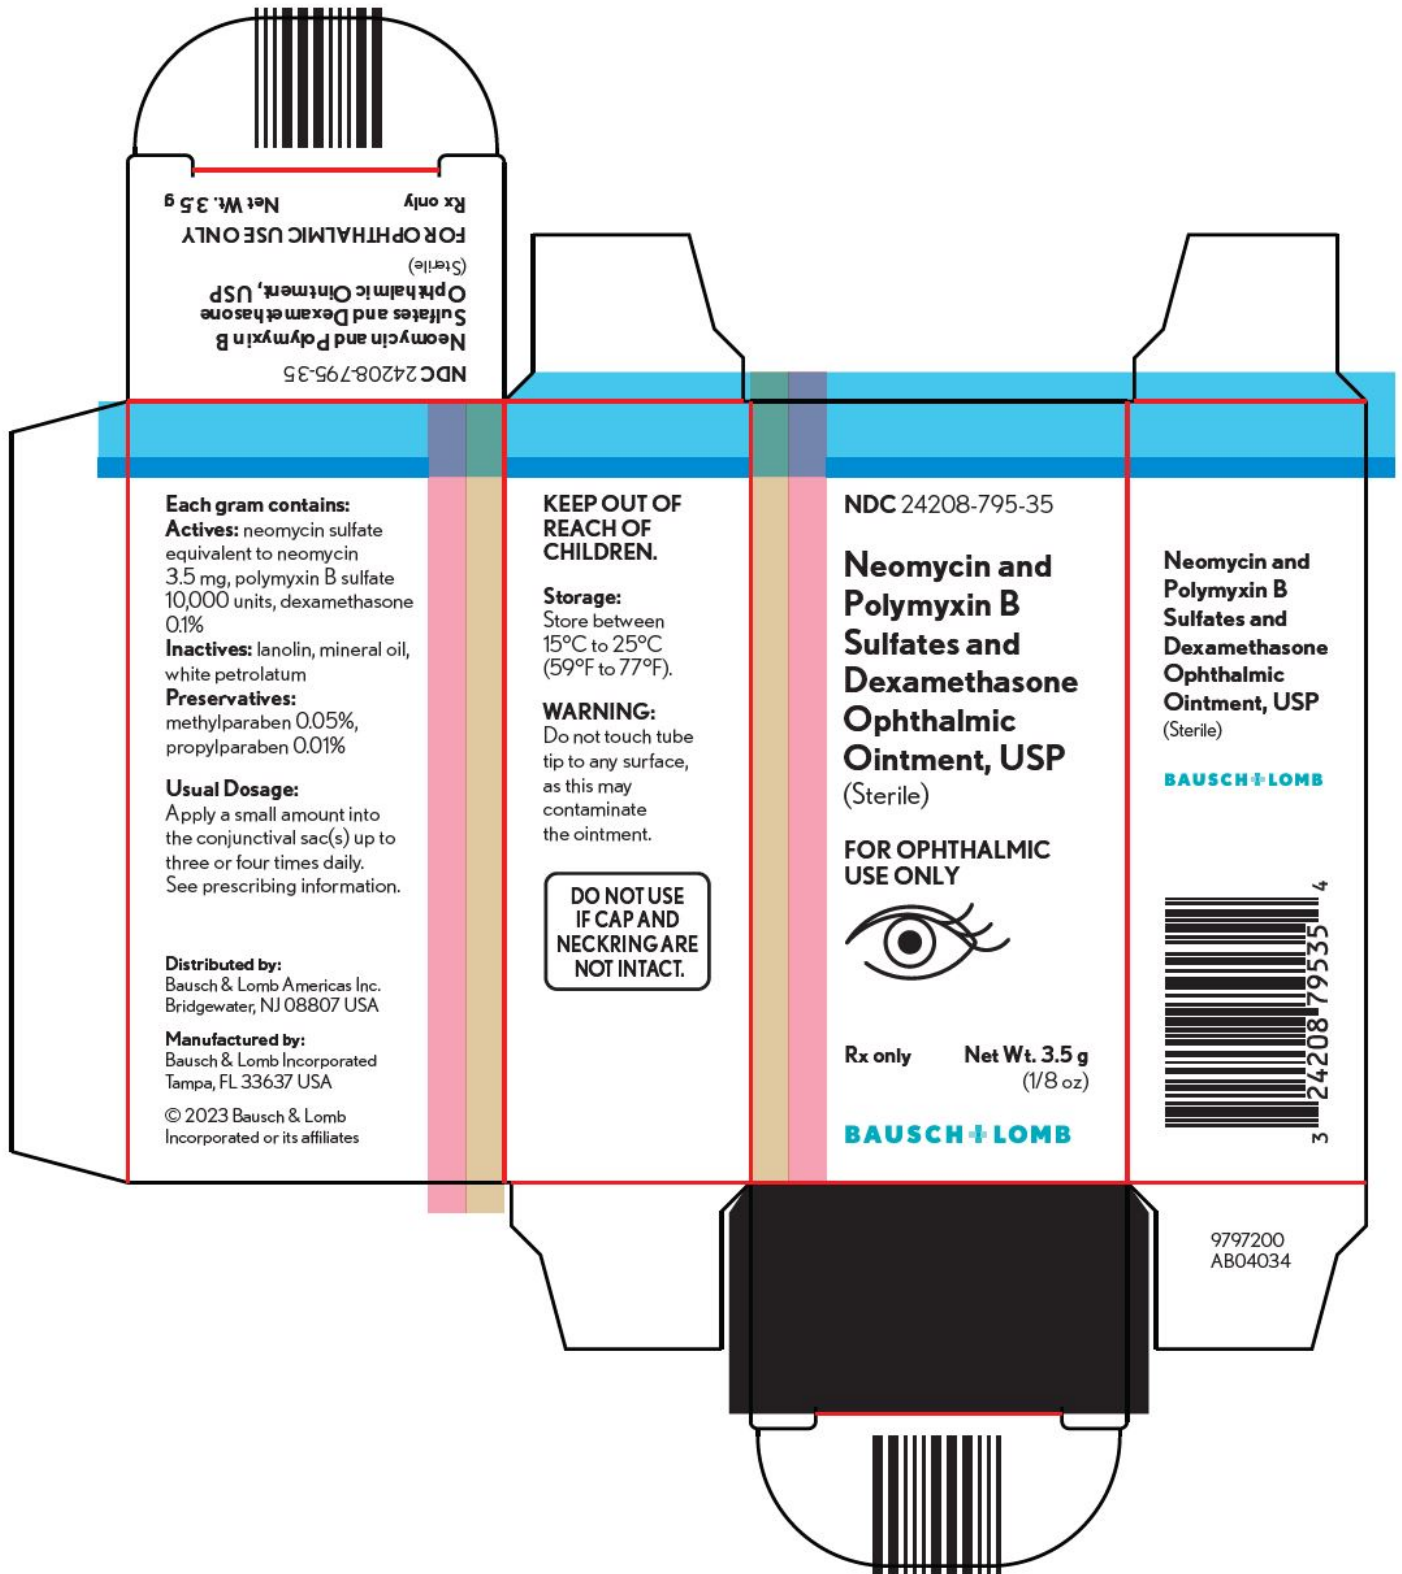 Rx only Net Wt. 3.5 g
FOR OPHTHALMIC USE ONLY
(Sterile)
Ophthalmic Ointment, USP
Sulfates and Dexamethasone
Neomycin and Polymyxin B
NDC 24208-795-35
Each gram contains:
Actives: neomycin sulfate
equivalent to neomycin
3.5 mg, polymyxin B sulfate
10,000 units, dexamethasone
0.1%
Inactives: lanolin, mineral oil,
white petrolatum
Preservatives:
methylparaben 0.05%,
propylparaben 0.01%
Usual Dosage:
Apply a small amount into
the conjunctival sac(s) up to
three or four times daily.
See prescribing information.
Distributed by:
Bausch & Lomb Americas Inc.
Bridgewater, NJ 08807 USA
Manufactured by:
Bausch & Lomb Incorporated
Tampa, FL 33637 USA
© 2023 Bausch & Lomb
Incorporated or its affiliates
KEEP OUT OF
REACH OF
CHILDREN.
Storage:
Store between
15°C to 25°C
(59°F to 77°F).
WARNING:
Do not touch tube
tip to any surface,
as this may
contaminate
the ointment.
DO NOT USE
IF CAP AND
NECKRING ARE
NOT INTACT.
NDC 24208-795-35
Neomycin and
Polymyxin B
Sulfates and
Dexamethasone
Ophthalmic
Ointment, USP
(Sterile)
FOR OPHTHALMIC
USE ONLY
Rx only Net Wt. 3.5 g
(1/8 oz)
BAUSCH + LOMB
Neomycin and
Polymyxin B
Sulfates and
Dexamethasone
Ophthalmic
Ointment, USP
(Sterile)
BAUSCH + LOMB
3 24208 79535 4
9797200
AB04034